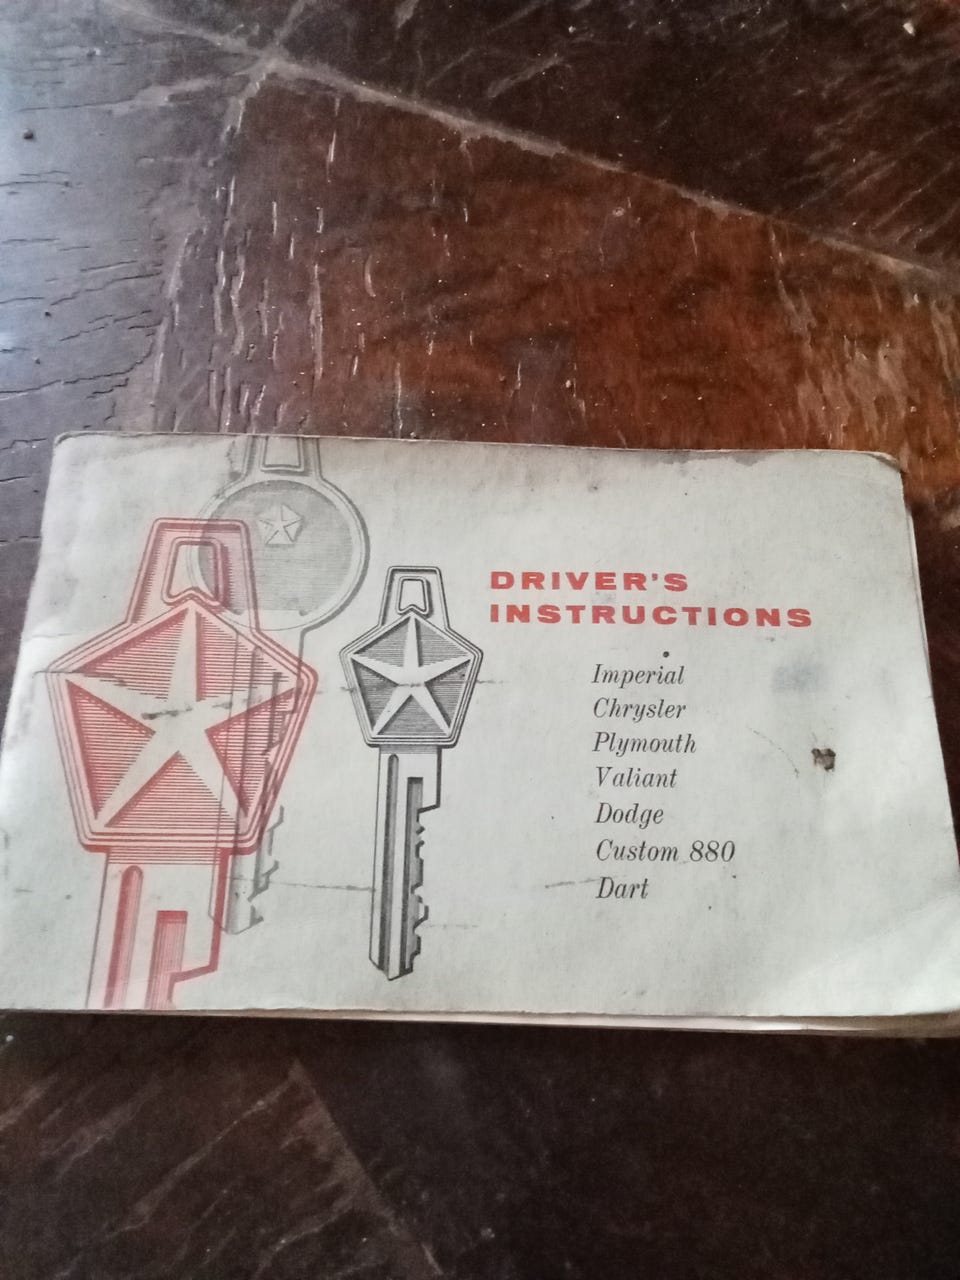 DRIVER'S
INSTRUCTIONS
Imperial
Chrysler
Plymouth
Valiant
Dodge
Custom 880
Dart